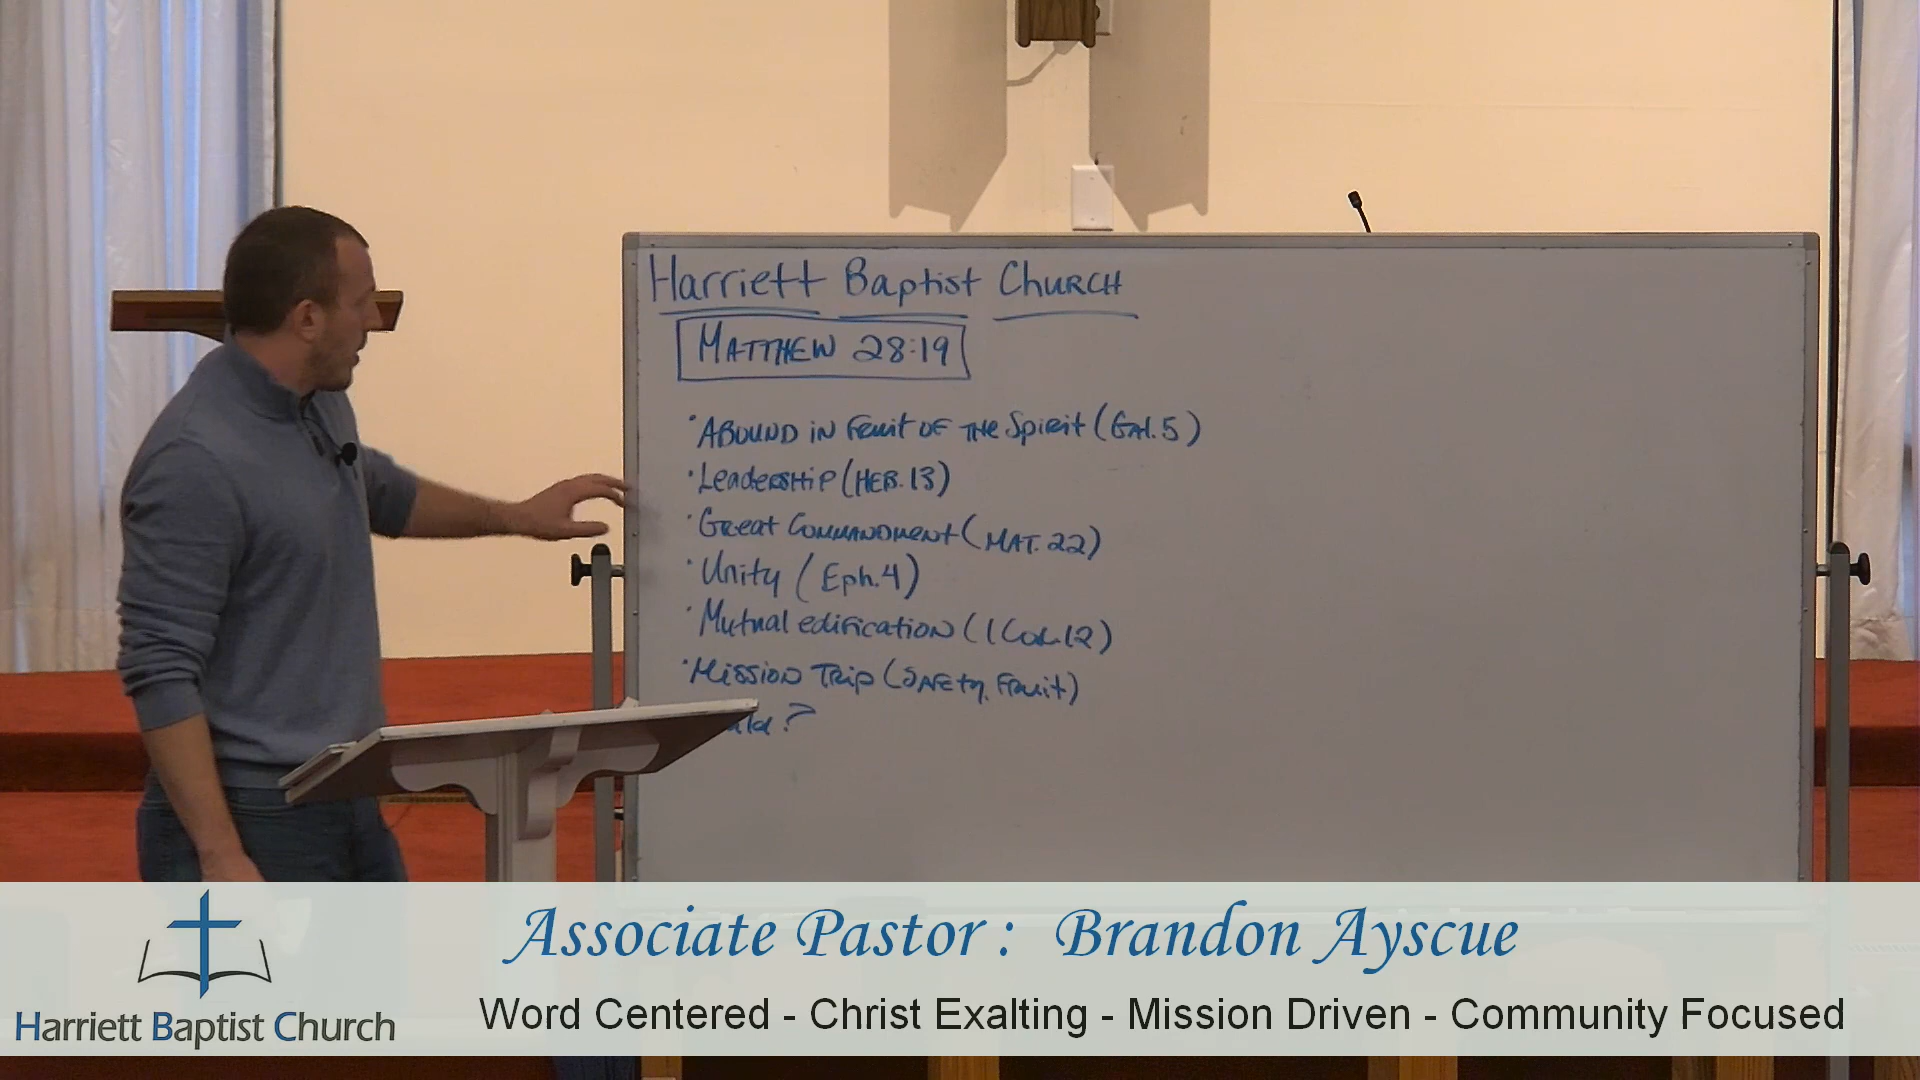 Harriett Baptist CHURCH
MATTHEW 28:19
• ABOUND IN Fruit OF THE Spirit (GAL. 5)
• LeadersHiP (HEB. 13)
• Great COMMANDMENT (MAT. 22)
• Unity (Eph. 4)
• Mutual edification (1 Cor. 12)
• Mission Trip (SAFEty, Fruit)
?
Associate Pastor : Brandon Ayscue
Word Centered - Christ Exalting - Mission Driven - Community Focused
Harriett Baptist Church